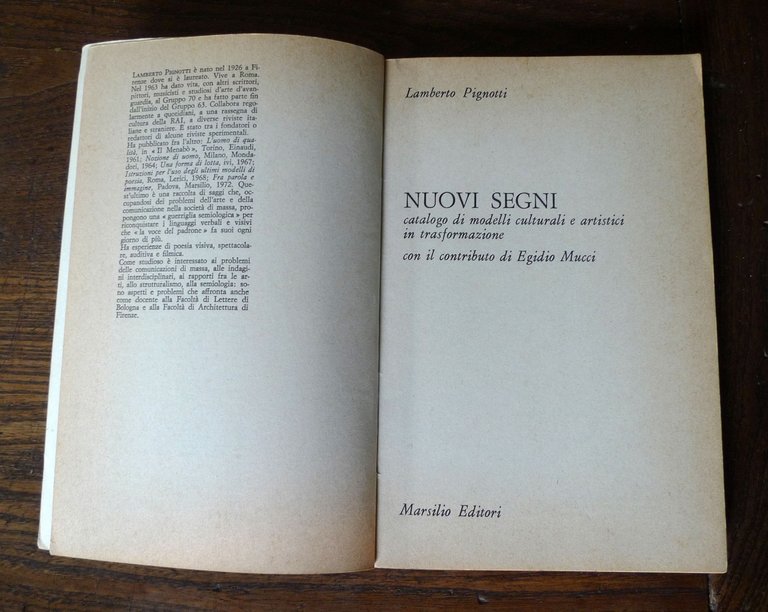 LAMBERTO PIGNOTTI è nato nel 1926 a Fi-
renze dove si è laureato. Vive a Roma.
Nel 1963 ha dato vita, con altri scrittori,
pittori, musicisti e studiosi d'arte d'avan-
guardia, al Gruppo 70 e ha fatto parte fin
dall'inizio del Gruppo 63. Collabora rego-
larmente a quotidiani, a una rassegna di
cultura della RAI, a diverse riviste ita-
liane e straniere. È stato tra i fondatori o
redattori di alcune riviste sperimentali.
Ha pubblicato fra l'altro: L'uomo di qua-
lità, in « Il Menabò », Torino, Einaudi,
1961; Nozione di uomo, Milano, Monda-
dori, 1964; Una forma di lotta, ivi, 1967;
Istruzioni per l'uso degli ultimi modelli di
poesia, Roma, Lerici, 1968; Fra parola e
immagine, Padova, Marsilio, 1972. Que-
st'ultimo è una raccolta di saggi che, oc-
cupandosi dei problemi dell'arte e della
comunicazione nella società di massa, pro-
pongono una « guerriglia semiologica » per
riconquistare i linguaggi verbali e visivi
che « la voce del padrone » fa suoi ogni
giorno di più.
Ha esperienze di poesia visiva, spettacola-
re, auditiva e filmica.
Come studioso è interessato ai problemi
delle comunicazioni di massa, alle indagi-
ni interdisciplinari, ai rapporti fra le ar-
ti, allo strutturalismo, alla semiologia: so-
no aspetti e problemi che affronta anche
come docente alla Facoltà di Lettere di
Bologna e alla Facoltà di Architettura di
Firenze.
Lamberto Pignotti
NUOVI SEGNI
catalogo di modelli culturali e artistici
in trasformazione
con il contributo di Egidio Mucci
Marsilio Editori